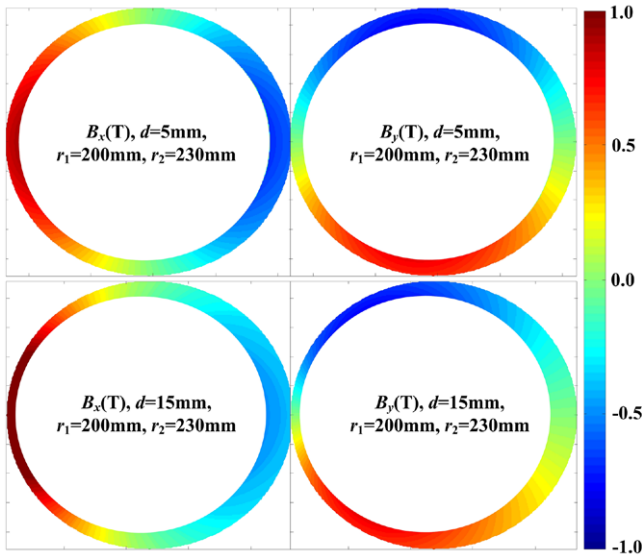 Bx(T), d=5mm,
r1=200mm, r2=230mm
By(T), d=5mm,
r1=200mm, r2=230mm
Bx(T), d=15mm,
r1=200mm, r2=230mm
By(T), d=15mm,
r1=200mm, r2=230mm
1.0
0.5
0.0
-0.5
-1.0